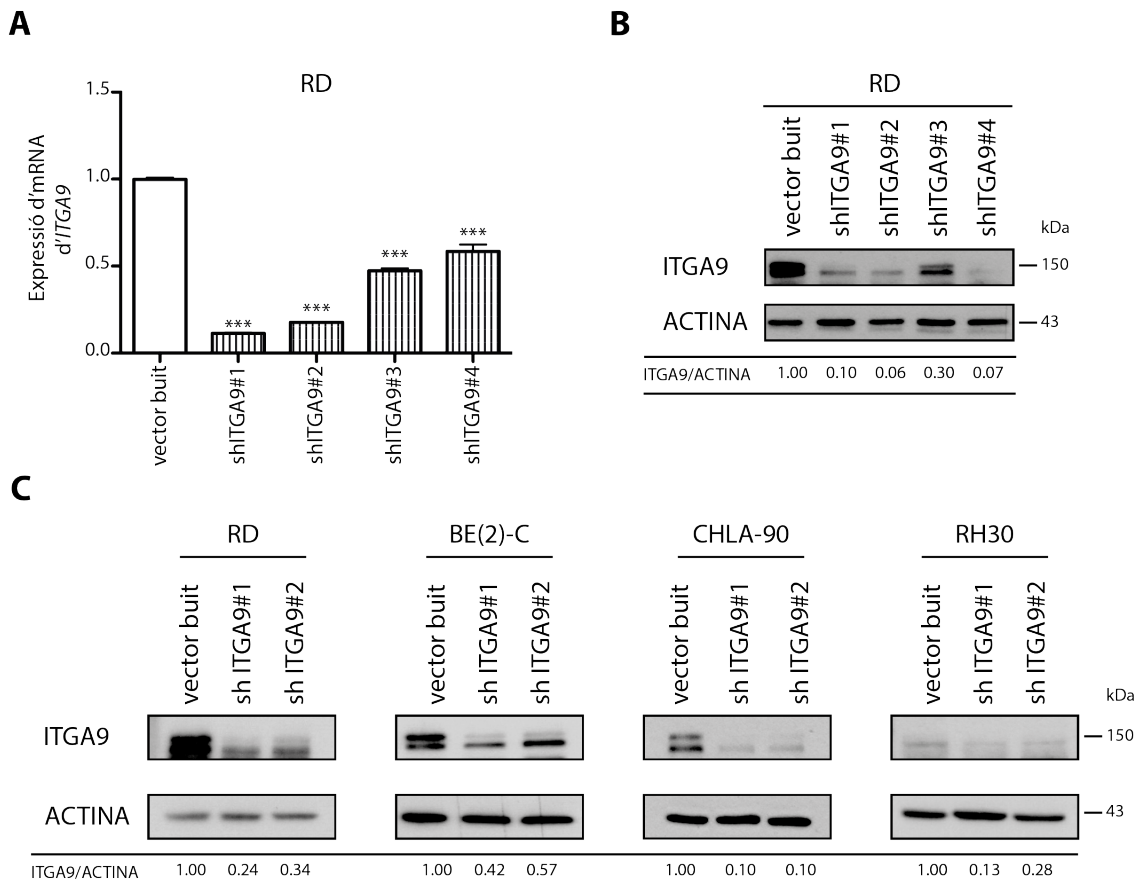 A
RD
Expressió d'mRNA
d'ITGA9
1.5
1.0
0.5
0.0
***
***
***
***
vector buit
shITGA9#1
shITGA9#2
shITGA9#3
shITGA9#4
B
RD
vector buit
shITGA9#1
shITGA9#2
shITGA9#3
shITGA9#4
kDa
ITGA9
150
ACTINA
43
ITGA9/ACTINA 1.00 0.10 0.06 0.30 0.07
C
RD BE(2)-C CHLA-90 RH30
vector buit
sh ITGA9#1
sh ITGA9#2
vector buit
sh ITGA9#1
sh ITGA9#2
vector buit
sh ITGA9#1
sh ITGA9#2
vector buit
sh ITGA9#1
sh ITGA9#2
kDa
ITGA9
150
ACTINA
43
ITGA9/ACTINA 1.00 0.24 0.34 1.00 0.42 0.57 1.00 0.10 0.10 1.00 0.13 0.28